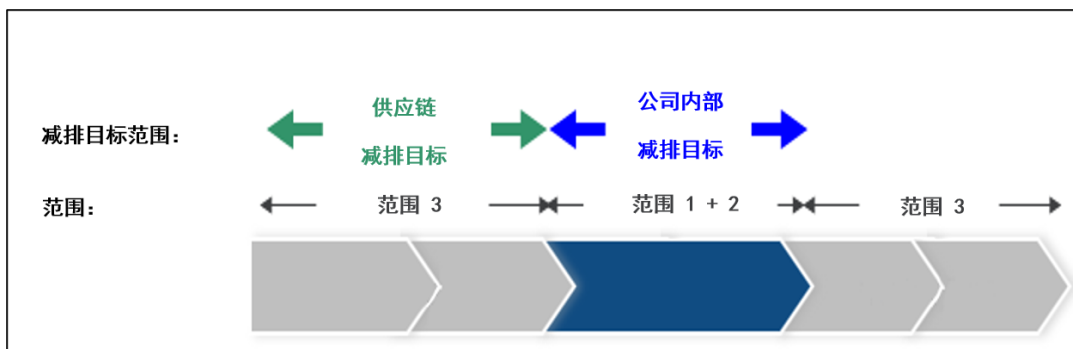 供应链
公司内部
减排目标范围：
减排目标
减排目标
范围：
范围 3
范围 1 + 2
范围 3